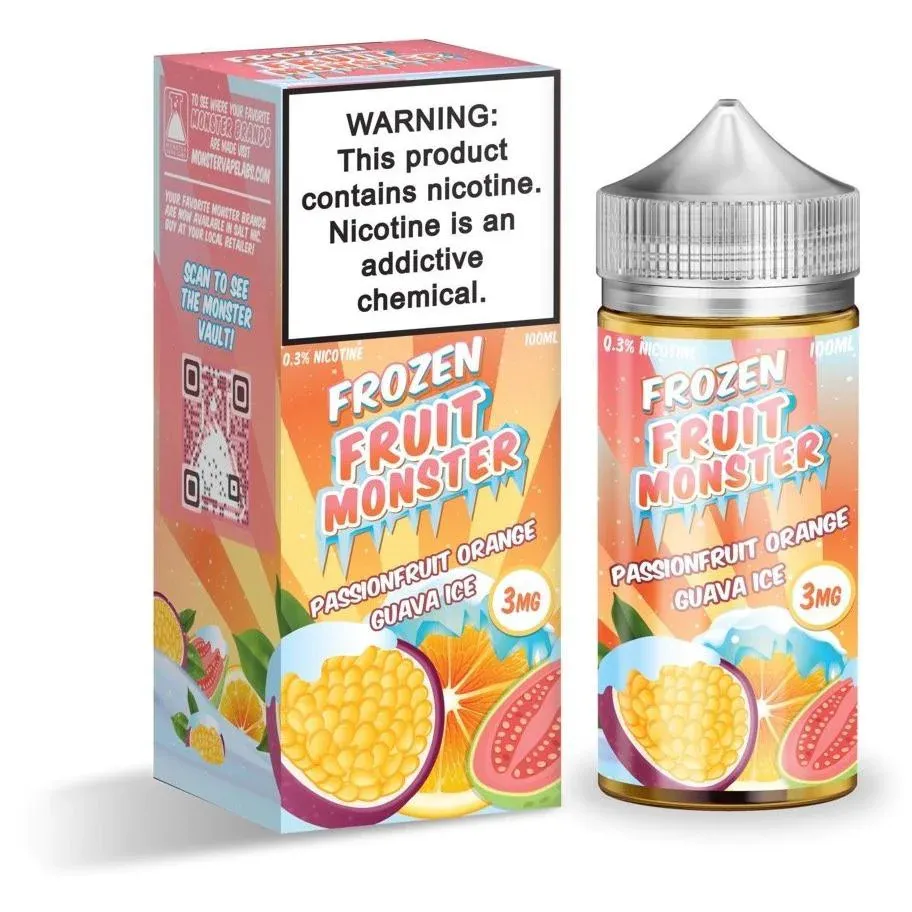 FROZEN
FRUIT
MONSTER
TO SEE WHERE YOUR FAVORITE
MONSTER BRANDS
ARE MADE VISIT
MONSTERVAPELABS.COM
YOUR FAVORITE MONSTER BRANDS
ARE NOW AVAILABLE IN SALT NIC.
BUY AT YOUR LOCAL RETAILER!
SCAN TO SEE
THE MONSTER
VAULT!
WARNING:
This product
contains nicotine.
Nicotine is an
addictive
chemical.
0.3% NICOTINE
100ML
FROZEN
FRUIT
MONSTER
PASSIONFRUIT ORANGE
GUAVA ICE
3MG
0.3% NICOTINE
100ML
FROZEN
FRUIT
MONSTER
PASSIONFRUIT ORANGE
GUAVA ICE
3MG